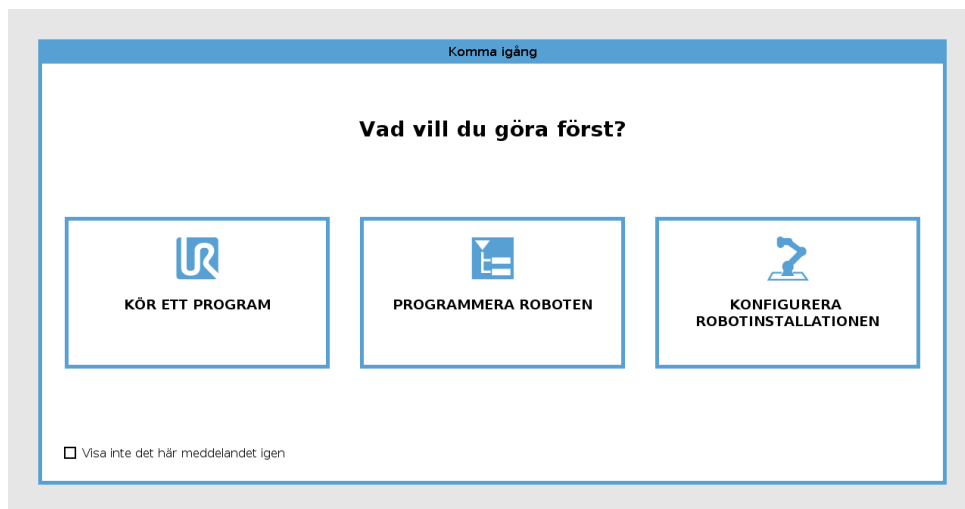 Komma igång
Vad vill du göra först?
UR
KÖR ETT PROGRAM
PROGRAMMERA ROBOTEN
KONFIGURERA
ROBOTINSTALLATIONEN
Visa inte det här meddelandet igen